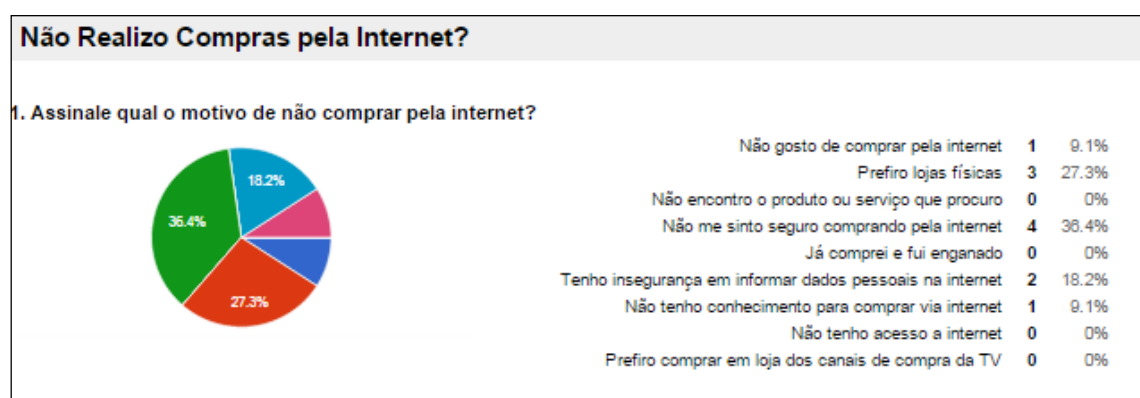 Não Realizo Compras pela Internet?
1. Assinale qual o motivo de não comprar pela internet?
18.2%
36.4%
27.3%
Não gosto de comprar pela internet 1 9.1%
Prefiro lojas físicas 3 27.3%
Não encontro o produto ou serviço que procuro 0 0%
Não me sinto seguro comprando pela internet 4 36.4%
Já comprei e fui enganado 0 0%
Tenho insegurança em informar dados pessoais na internet 2 18.2%
Não tenho conhecimento para comprar via internet 1 9.1%
Não tenho acesso a internet 0 0%
Prefiro comprar em loja dos canais de compra da TV 0 0%